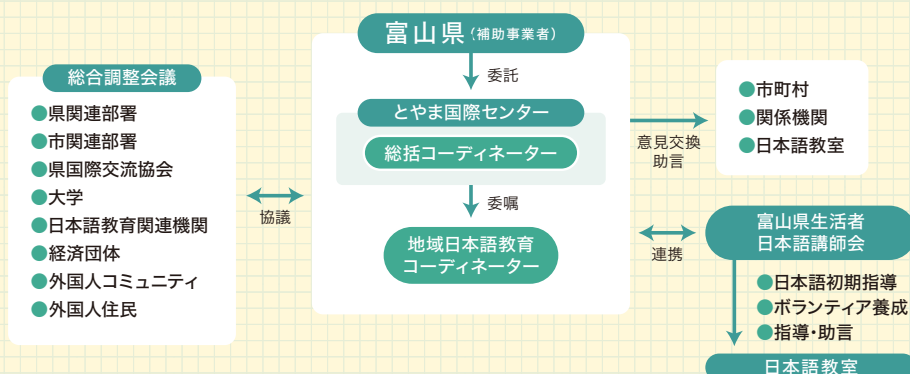 富山県（補助事業者）
委託
とやま国際センター
総括コーディネーター
委嘱
地域日本語教育
コーディネーター
総合調整会議
●県関連部署
●市関連部署
●県国際交流協会
●大学
●日本語教育関連機関
●経済団体
●外国人コミュニティ
●外国人住民
協議
意見交換
助言
●市町村
●関係機関
●日本語教室
連携
富山県生活者
日本語講師会
●日本語初期指導
●ボランティア養成
●指導・助言
日本語教室